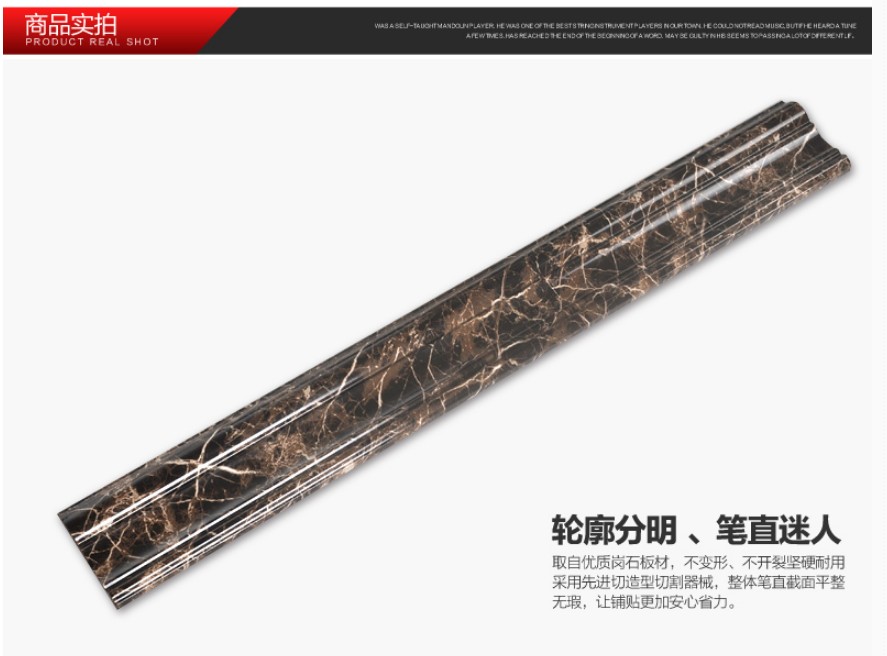 商品实拍
PRODUCT REAL SHOT
WAS A SELF-TAUGHT MANDOLIN PLAYER. HE WAS ONE OF THE BEST STRING INSTRUMENT PLAYERS IN OUR TOWN. HE COULD NOT READ MUSIC, BUT IF HE HEARD A TUNE
A FEW TIMES. HAS REACHED THE END OF THE BEGINNING OF A WORD. MAY BE GUILTY IN HIS SEEMS TO PASSING A LOT OF DIFFERENT LIF.
轮廓分明 、笔直迷人
取自优质岗石板材，不变形、不开裂坚硬耐用
采用先进切造型切割器械，整体笔直截面平整
无瑕，让铺贴更加安心省力。